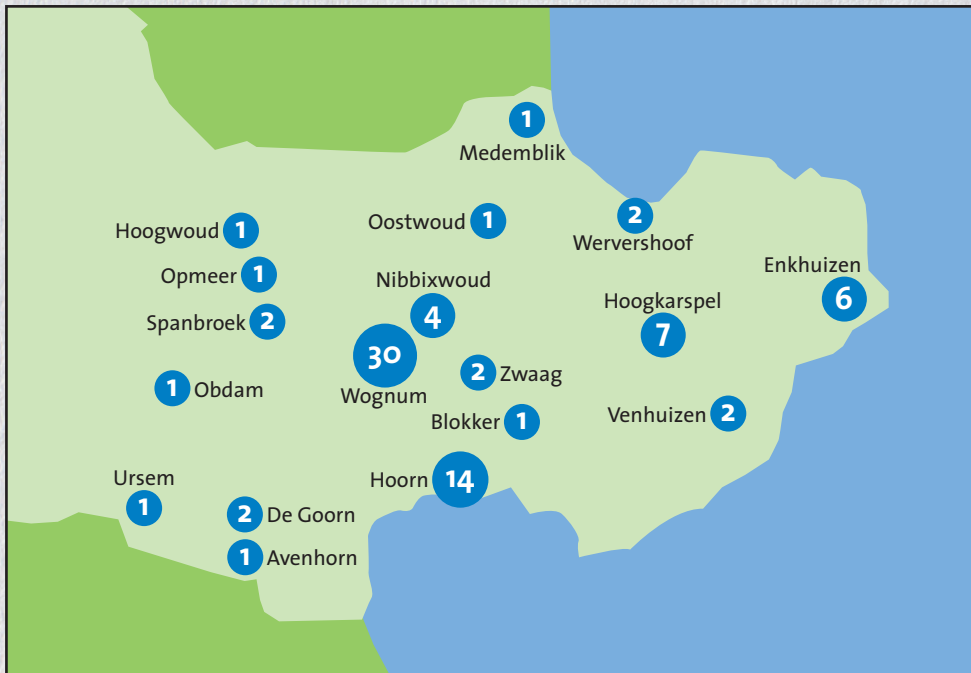 1
Medemblik
Hoogwoud 1
Oostwoud 1
2
Wervershoof
Opmeer 1
Enkhuizen
6
Nibbixwoud
4
Hoogkarspel
7
Spanbroek 2
30
Wognum
2 Zwaag
1 Obdam
Blokker 1
Venhuizen 2
Ursem
1
Hoorn 14
2 De Goorn
1 Avenhorn